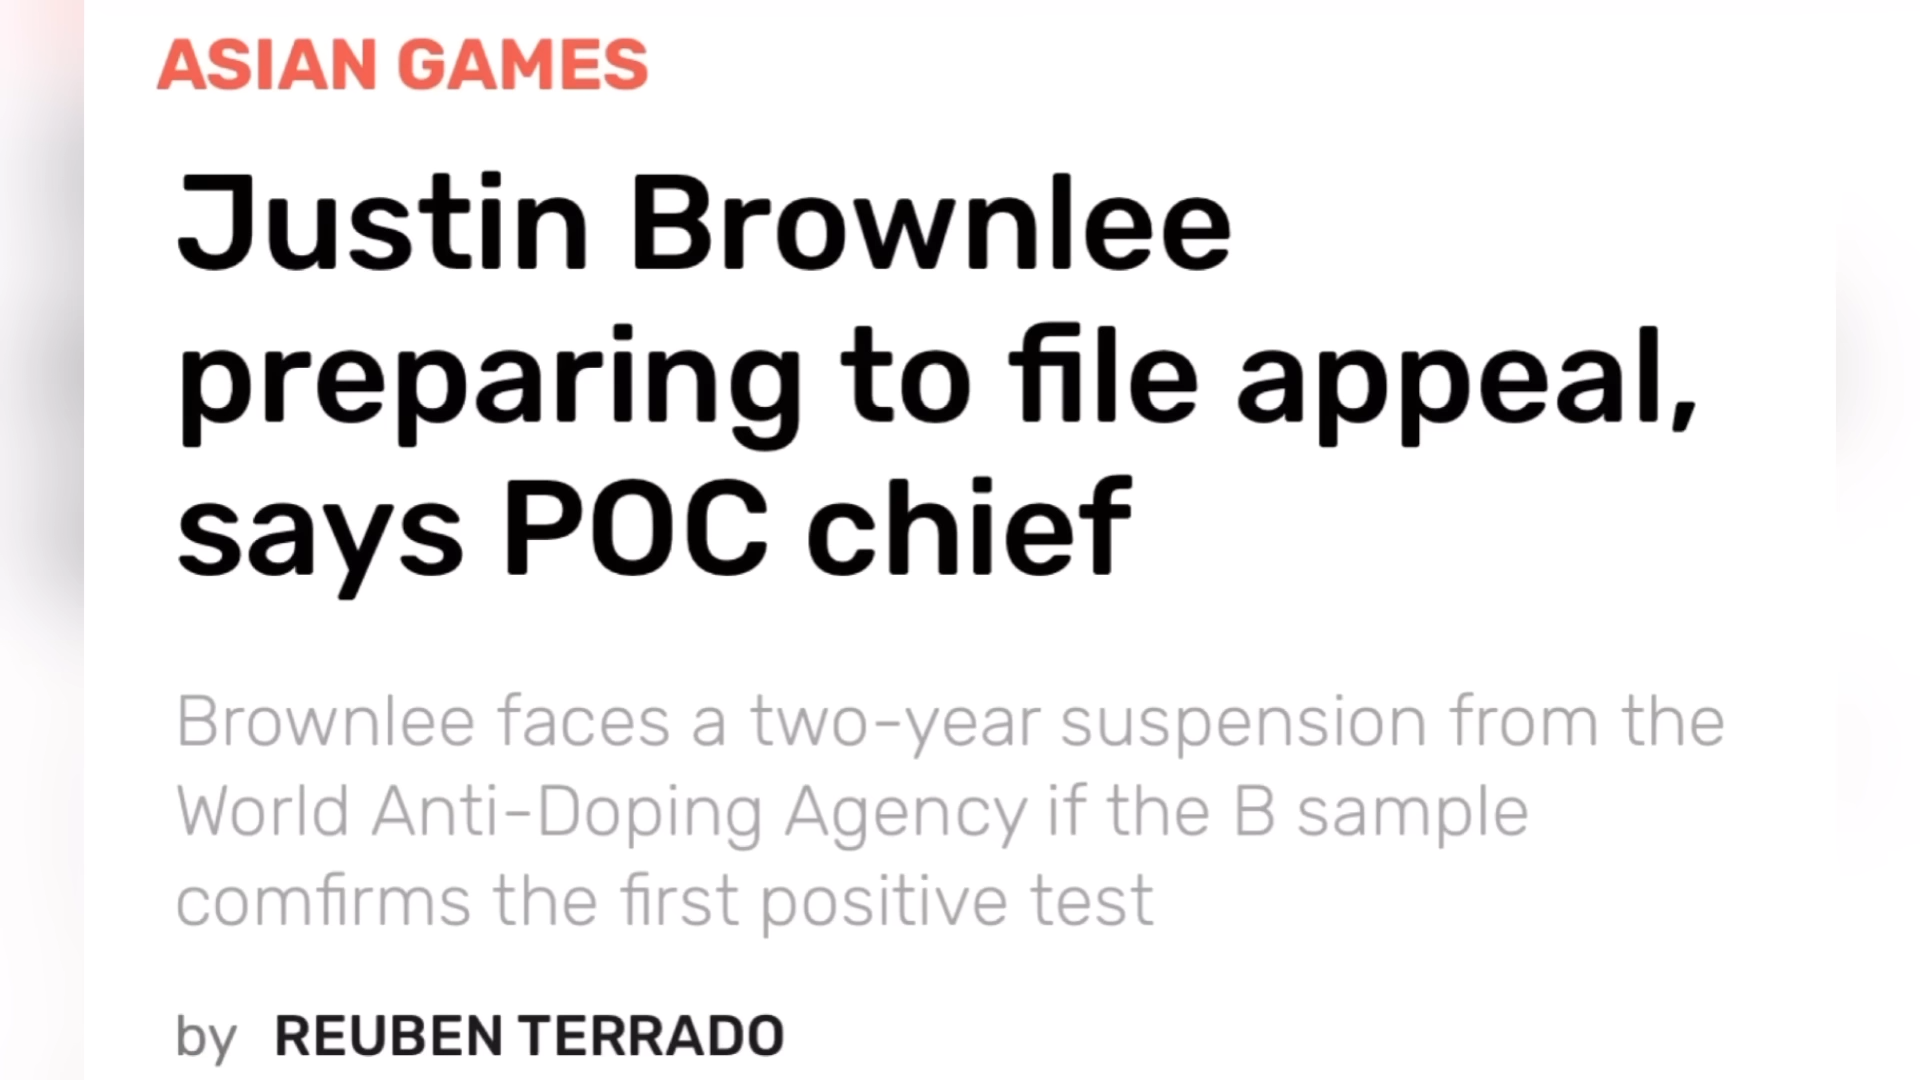 ASIAN GAMES
Justin Brownlee
preparing to file appeal,
says POC chief
Brownlee faces a two-year suspension from the
World Anti-Doping Agency if the B sample
comfirms the first positive test
by REUBEN TERRADO